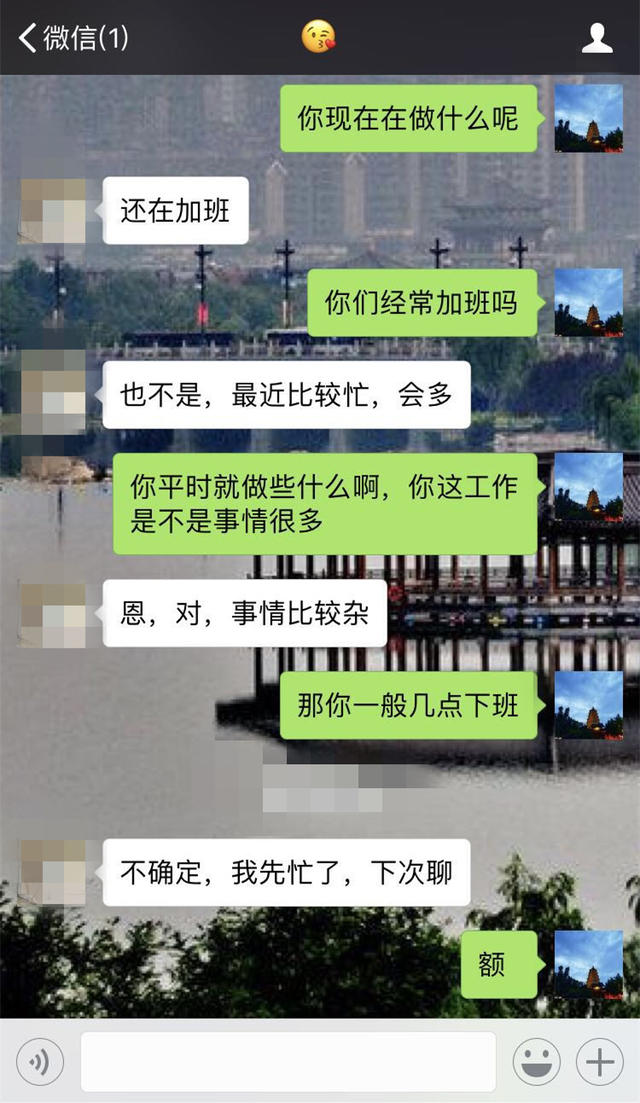 微信(1)
你现在在做什么呢
还在加班
你们经常加班吗
也不是，最近比较忙，会多
你平时就做些什么啊，你这工作
是不是事情很多
恩，对，事情比较杂
那你一般几点下班
不确定，我先忙了，下次聊
额